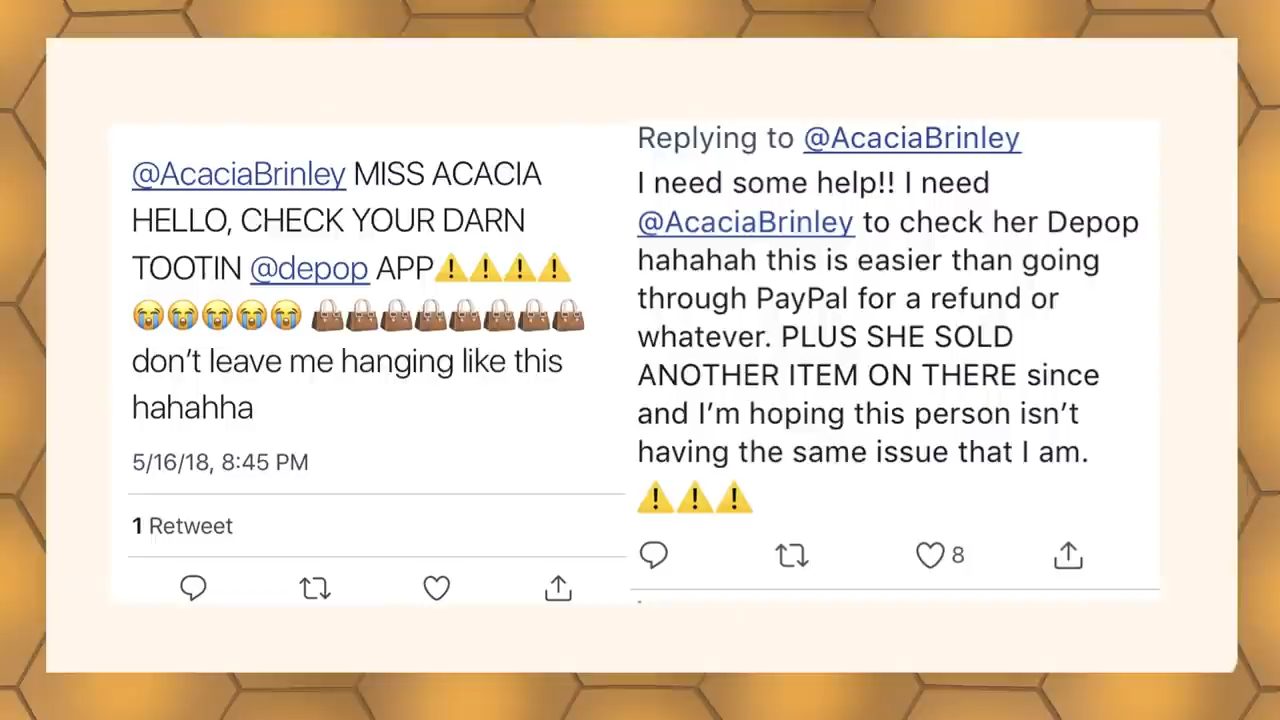 @AcaciaBrinley MISS ACACIA
HELLO, CHECK YOUR DARN
TOOTIN @depop APP⚠️⚠️⚠️⚠️
😭😭😭😭😭 👜👜👜👜👜👜👜👜
don’t leave me hanging like this
hahahha
5/16/18, 8:45 PM
1 Retweet
Replying to @AcaciaBrinley
I need some help!! I need
@AcaciaBrinley to check her Depop
hahahah this is easier than going
through PayPal for a refund or
whatever. PLUS SHE SOLD
ANOTHER ITEM ON THERE since
and I’m hoping this person isn’t
having the same issue that I am.
⚠️⚠️⚠️
8